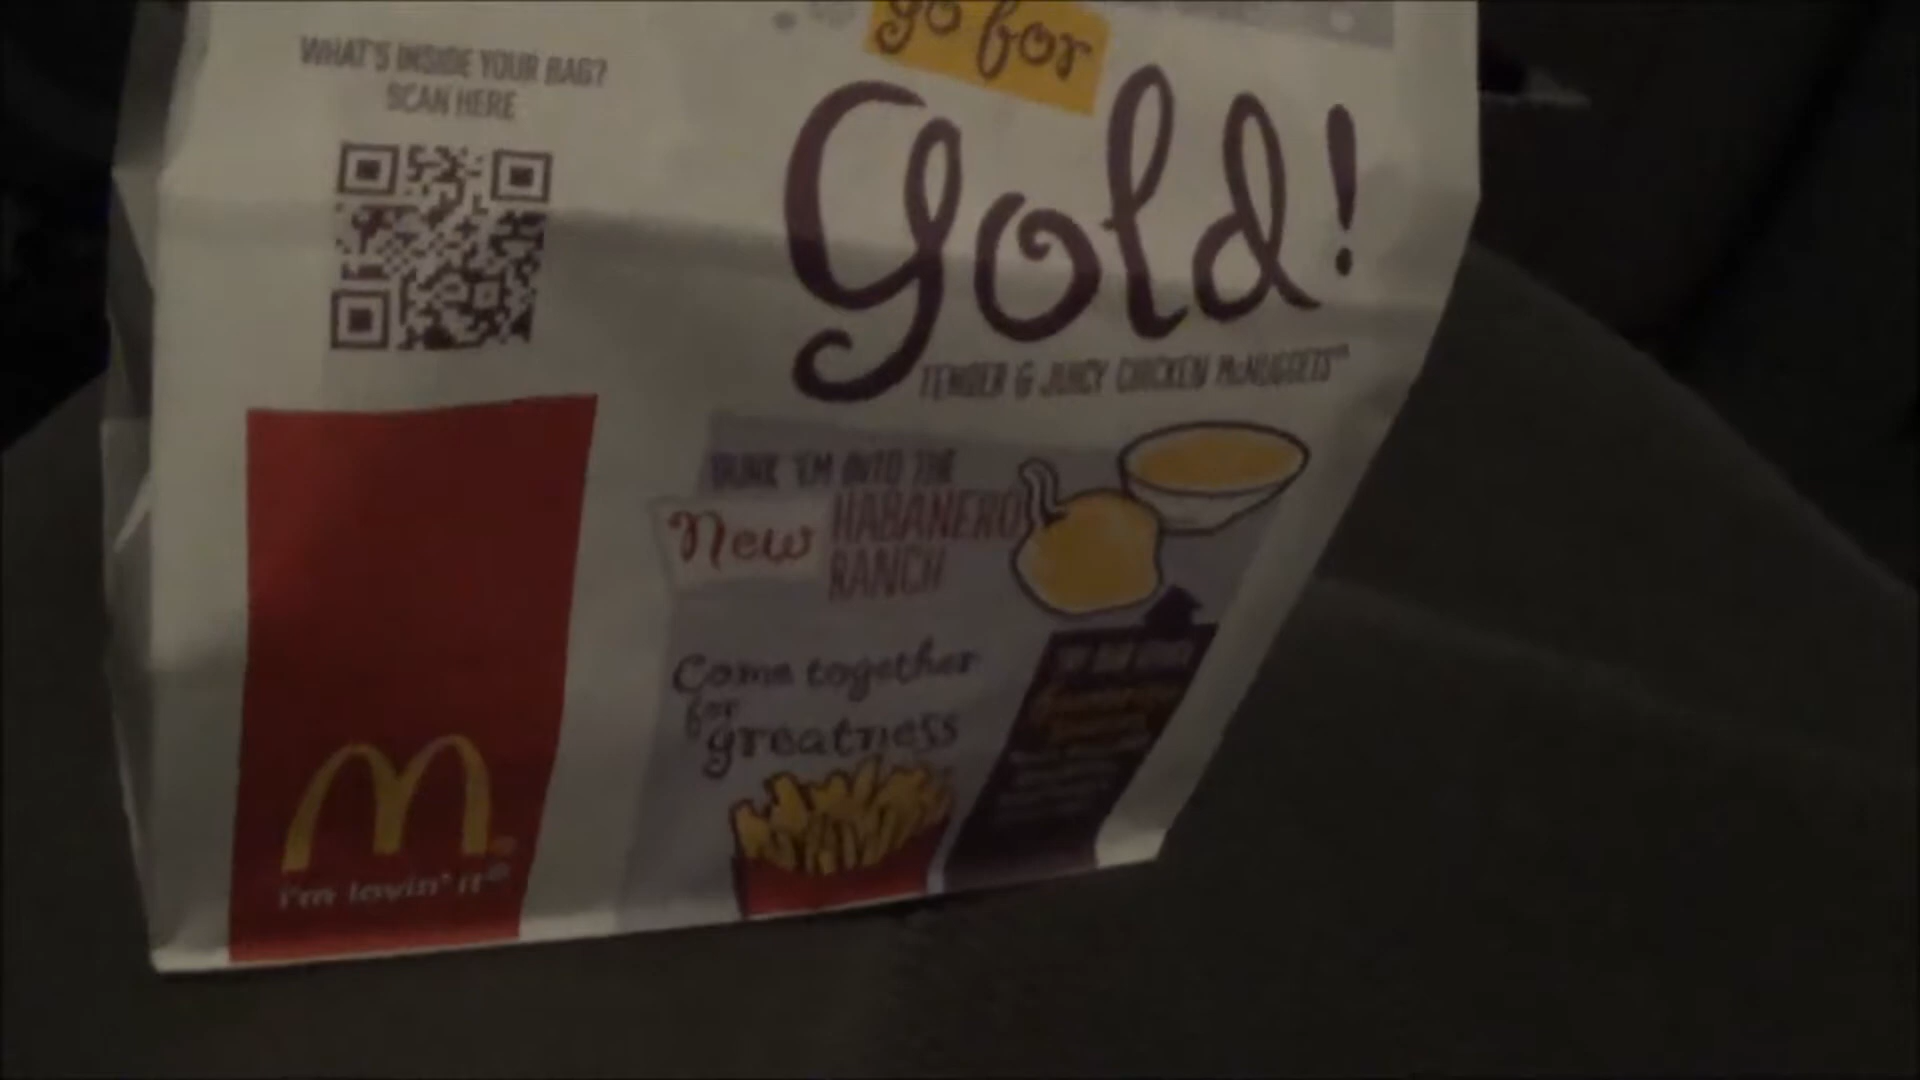 WHAT'S INSIDE YOUR BAG?
SCAN HERE
go for
Gold!
TENDER & JUICY CHICKEN McNUGGETS
DUNK 'EM INTO THE
New HABANERO
RANCH
Come together
for
greatness
M
i'm lovin' it®